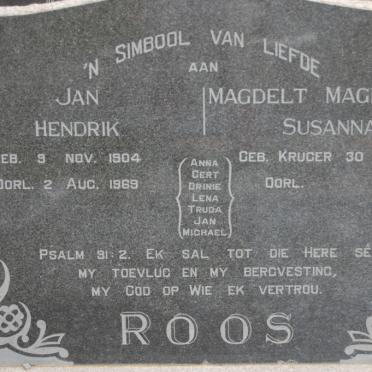 'N SIMBOOL VAN LIEFDE
AAN
JAN
HENDRIK
GEB. 9 NOV. 1904
OORL. 2 AUG. 1969
MAGDELT
SUSANNA
GEB. KRUGER 30
OORL.
ANNA
GERT
DRINIE
LENA
TRUDA
JAN
MICHAEL
PSALM 91:2. EK SAL TOT DIE HERE SÊ
MY TOEVLUG EN MY BERGVESTING,
MY GOD OP WIE EK VERTROU.
ROOS